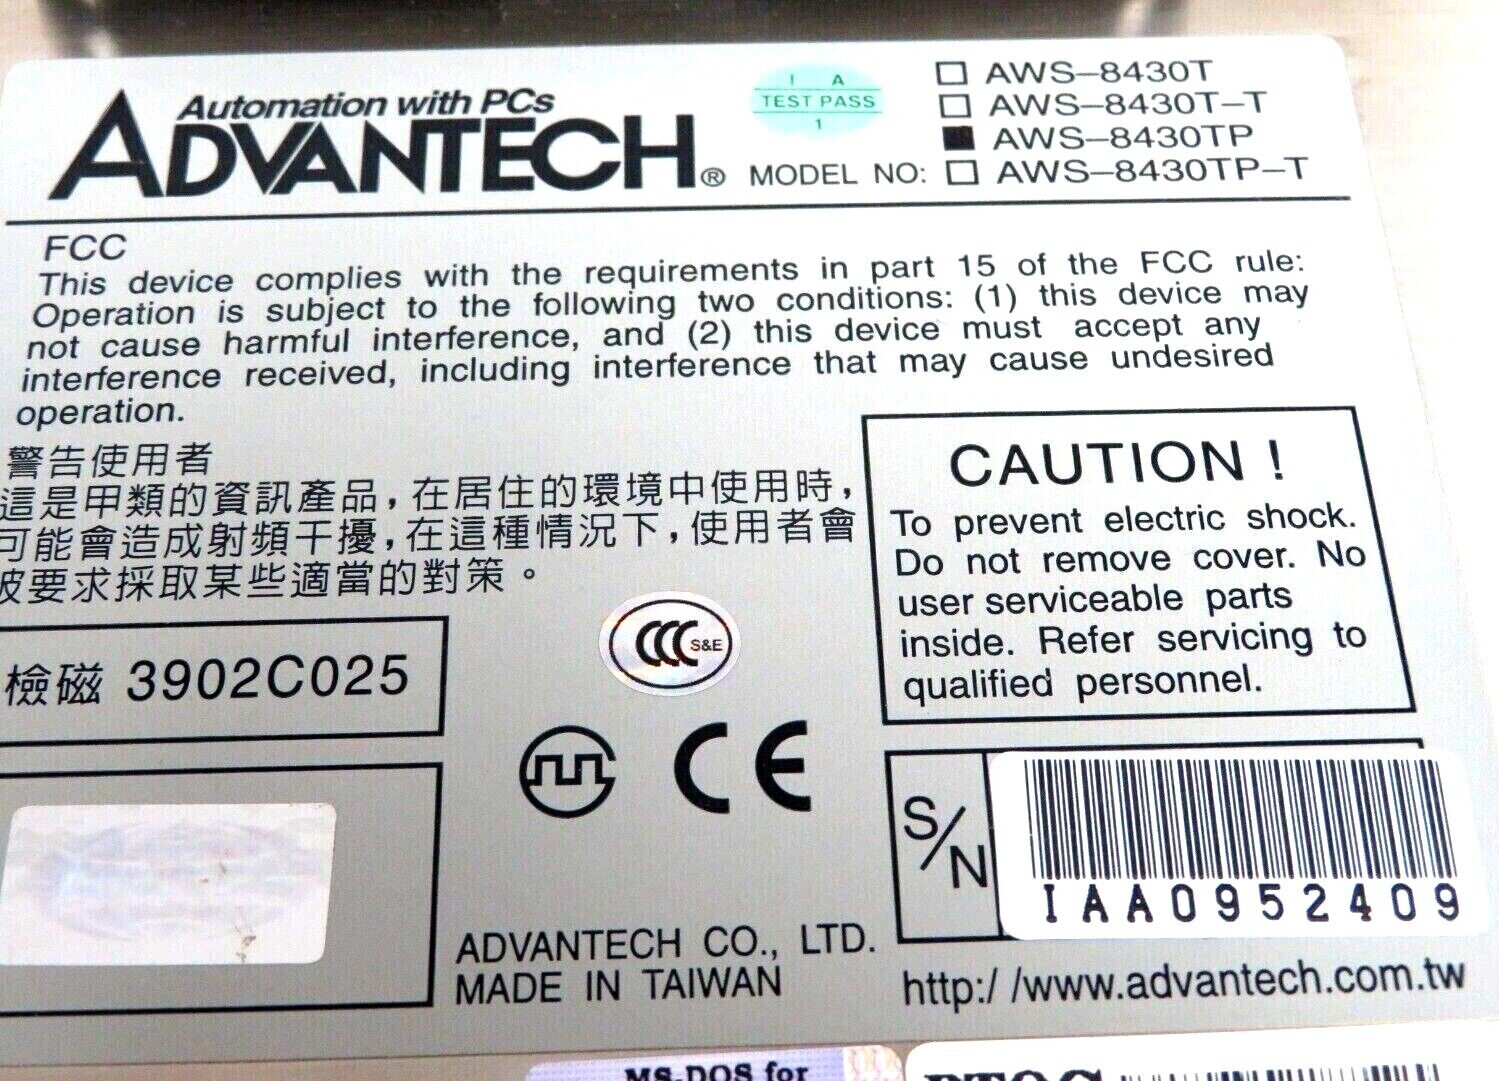 Automation with PCs
ADVANTECH®
I A
TEST PASS
1
MODEL NO:
AWS-8430T
AWS-8430T-T
AWS-8430TP
AWS-8430TP-T
FCC
This device complies with the requirements in part 15 of the FCC rule:
Operation is subject to the following two conditions: (1) this device may
not cause harmful interference, and (2) this device must accept any
interference received, including interference that may cause undesired
operation.
警告使用者
這是甲類的資訊產品,在居住的環境中使用時,
可能會造成射頻干擾,在這種情況下,使用者會
被要求採取某些適當的對策。
CAUTION !
To prevent electric shock.
Do not remove cover. No
user serviceable parts
inside. Refer servicing to
qualified personnel.
檢磁 3902C025
CCC S&E
CE
S/N
IAA0952409
ADVANTECH CO., LTD.
MADE IN TAIWAN
http://www.advantech.com.tw
MS-DOS for